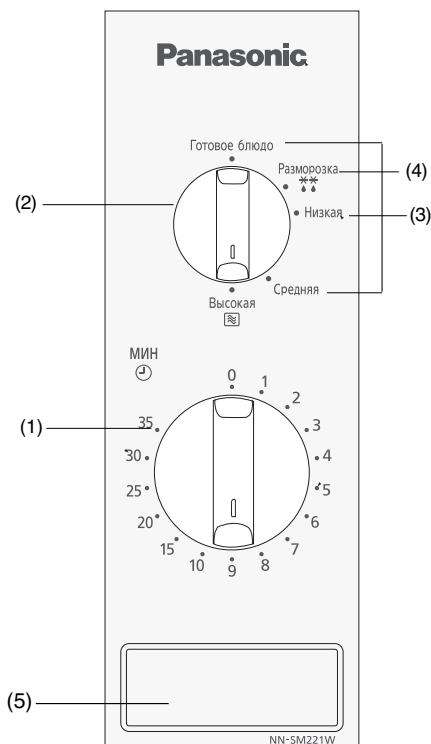 Panasonic
Готовое блюдо
Разморозка
(4)
(2)
Низкая
(3)
Средняя
Высокая
МИН
0
1
2
3
4
5
6
7
8
9
10
15
20
25
30
35
(1)
(5)
NN-SM221W